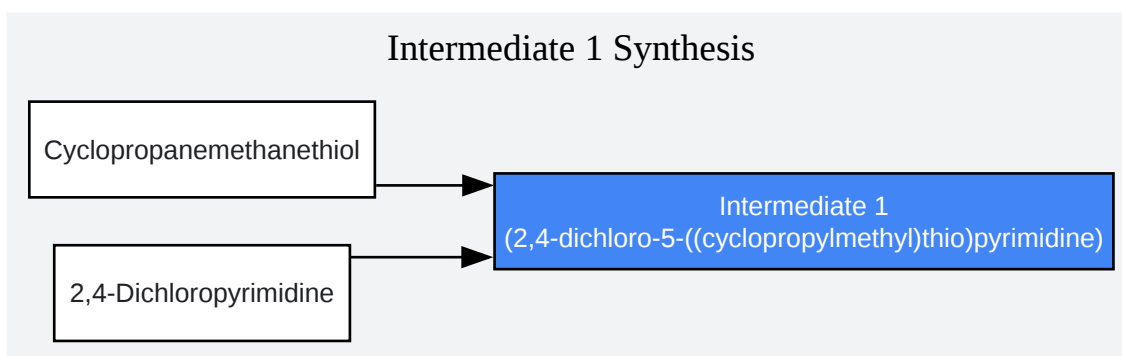 Intermediate 1 Synthesis
Cyclopropanemethanethiol
Intermediate 1
(2,4-dichloro-5-((cyclopropylmethyl)thio)pyrimidine)
2,4-Dichloropyrimidine